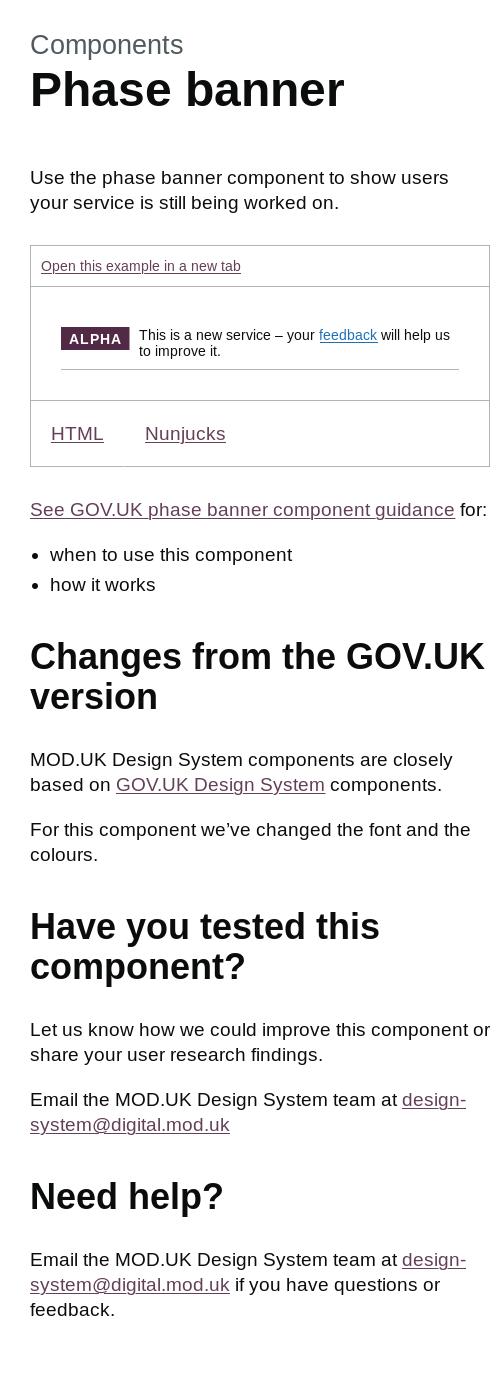 Components
Phase banner
Use the phase banner component to show users
your service is still being worked on.
Open this example in a new tab
ALPHA This is a new service – your feedback will help us
to improve it.
HTML Nunjucks
See GOV.UK phase banner component guidance for:
• when to use this component
• how it works
Changes from the GOV.UK
version
MOD.UK Design System components are closely
based on GOV.UK Design System components.
For this component we’ve changed the font and the
colours.
Have you tested this
component?
Let us know how we could improve this component or
share your user research findings.
Email the MOD.UK Design System team at design-
system@digital.mod.uk
Need help?
Email the MOD.UK Design System team at design-
system@digital.mod.uk if you have questions or
feedback.